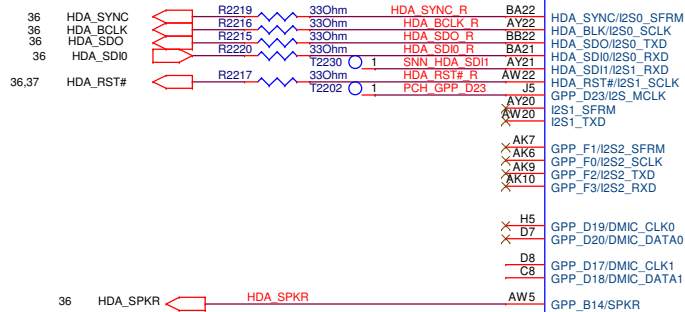 36 HDA_SYNC R2219 33Ohm HDA_SYNC_R BA22 HDA_SYNC/I2S0_SFRM
36 HDA_BCLK R2216 33Ohm HDA_BCLK_R AY22 HDA_BLK/I2S0_SCLK
36 HDA_SDO R2215 33Ohm HDA_SDO_R BB22 HDA_SDO/I2S0_TXD
36 HDA_SDI0 R2220 33Ohm HDA_SDI0_R BA21 HDA_SDI0/I2S0_RXD
T2230 1 SNN_HDA_SDI1 AY21 HDA_SDI1/I2S1_RXD
36,37 HDA_RST# R2217 33Ohm HDA_RST#_R AW22 HDA_RST#/I2S1_SCLK
T2202 1 PCH_GPP_D23 J5 GPP_D23/I2S_MCLK
AY20 I2S1_SFRM
AW20 I2S1_TXD
AK7 GPP_F1/I2S2_SFRM
AK6 GPP_F0/I2S2_SCLK
AK9 GPP_F2/I2S2_TXD
AK10 GPP_F3/I2S2_RXD
H5 GPP_D19/DMIC_CLK0
D7 GPP_D20/DMIC_DATA0
D8 GPP_D17/DMIC_CLK1
C8 GPP_D18/DMIC_DATA1
36 HDA_SPKR HDA_SPKR AW5 GPP_B14/SPKR